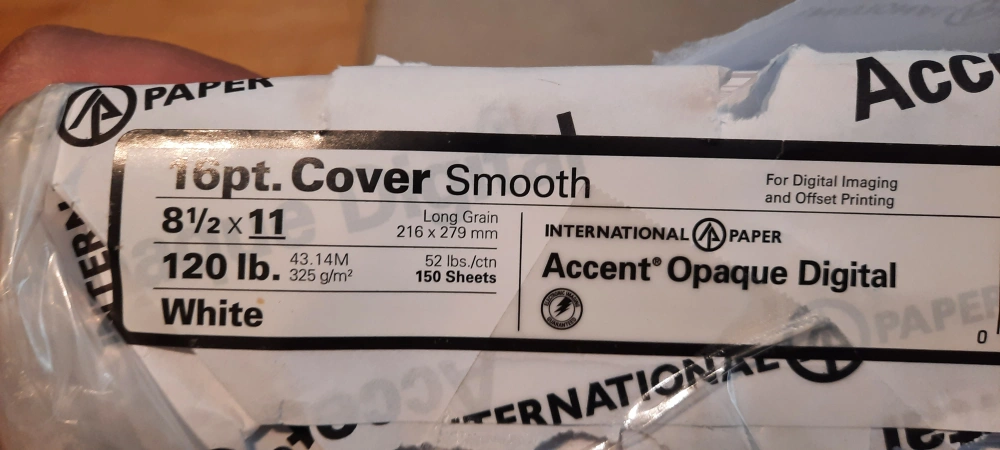 PAPER
Acc
16pt. Cover Smooth
For Digital Imaging
and Offset Printing
8½ x 11
Long Grain
216 x 279 mm
120 lb.
43.14M
325 g/m²
52 lbs./ctn
150 Sheets
White
INTERNATIONAL PAPER
Accent® Opaque Digital
INTERN
PAPER
0
INTERNATIONAL